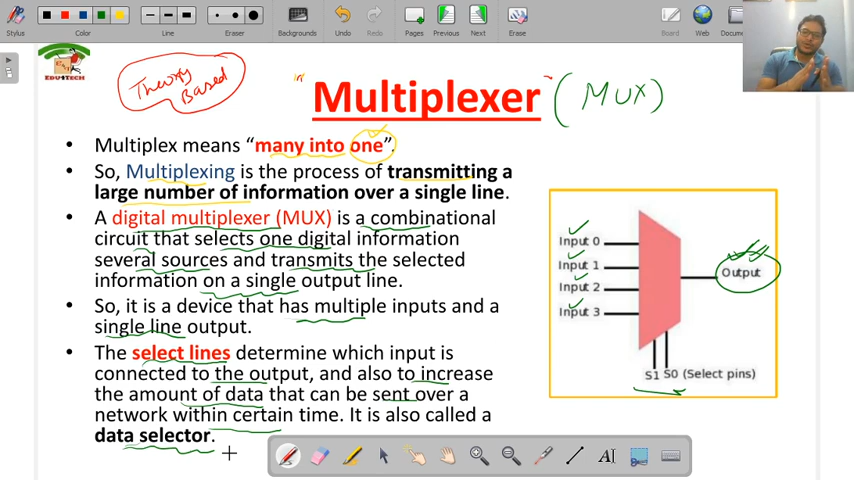 Stylus
Color
Eraser
Backgrounds
Undo
Redo
Pages
Previous
Next
Erase
Web
EDU4TECH
Theory
Based
Multiplexer (MUX)
• Multiplex means “many into one”.
• So, Multiplexing is the process of transmitting a
large number of information over a single line.
• A digital multiplexer (MUX) is a combinational
circuit that selects one digital information
several sources and transmits the selected
information on a single output line.
• So, it is a device that has multiple inputs and a
single line output.
• The select lines determine which input is
connected to the output, and also to increase
the amount of data that can be sent over a
network within certain time. It is also called a
data selector.
Input 0
Input 1
Input 2
Input 3
Output
S1 S0 (Select pins)